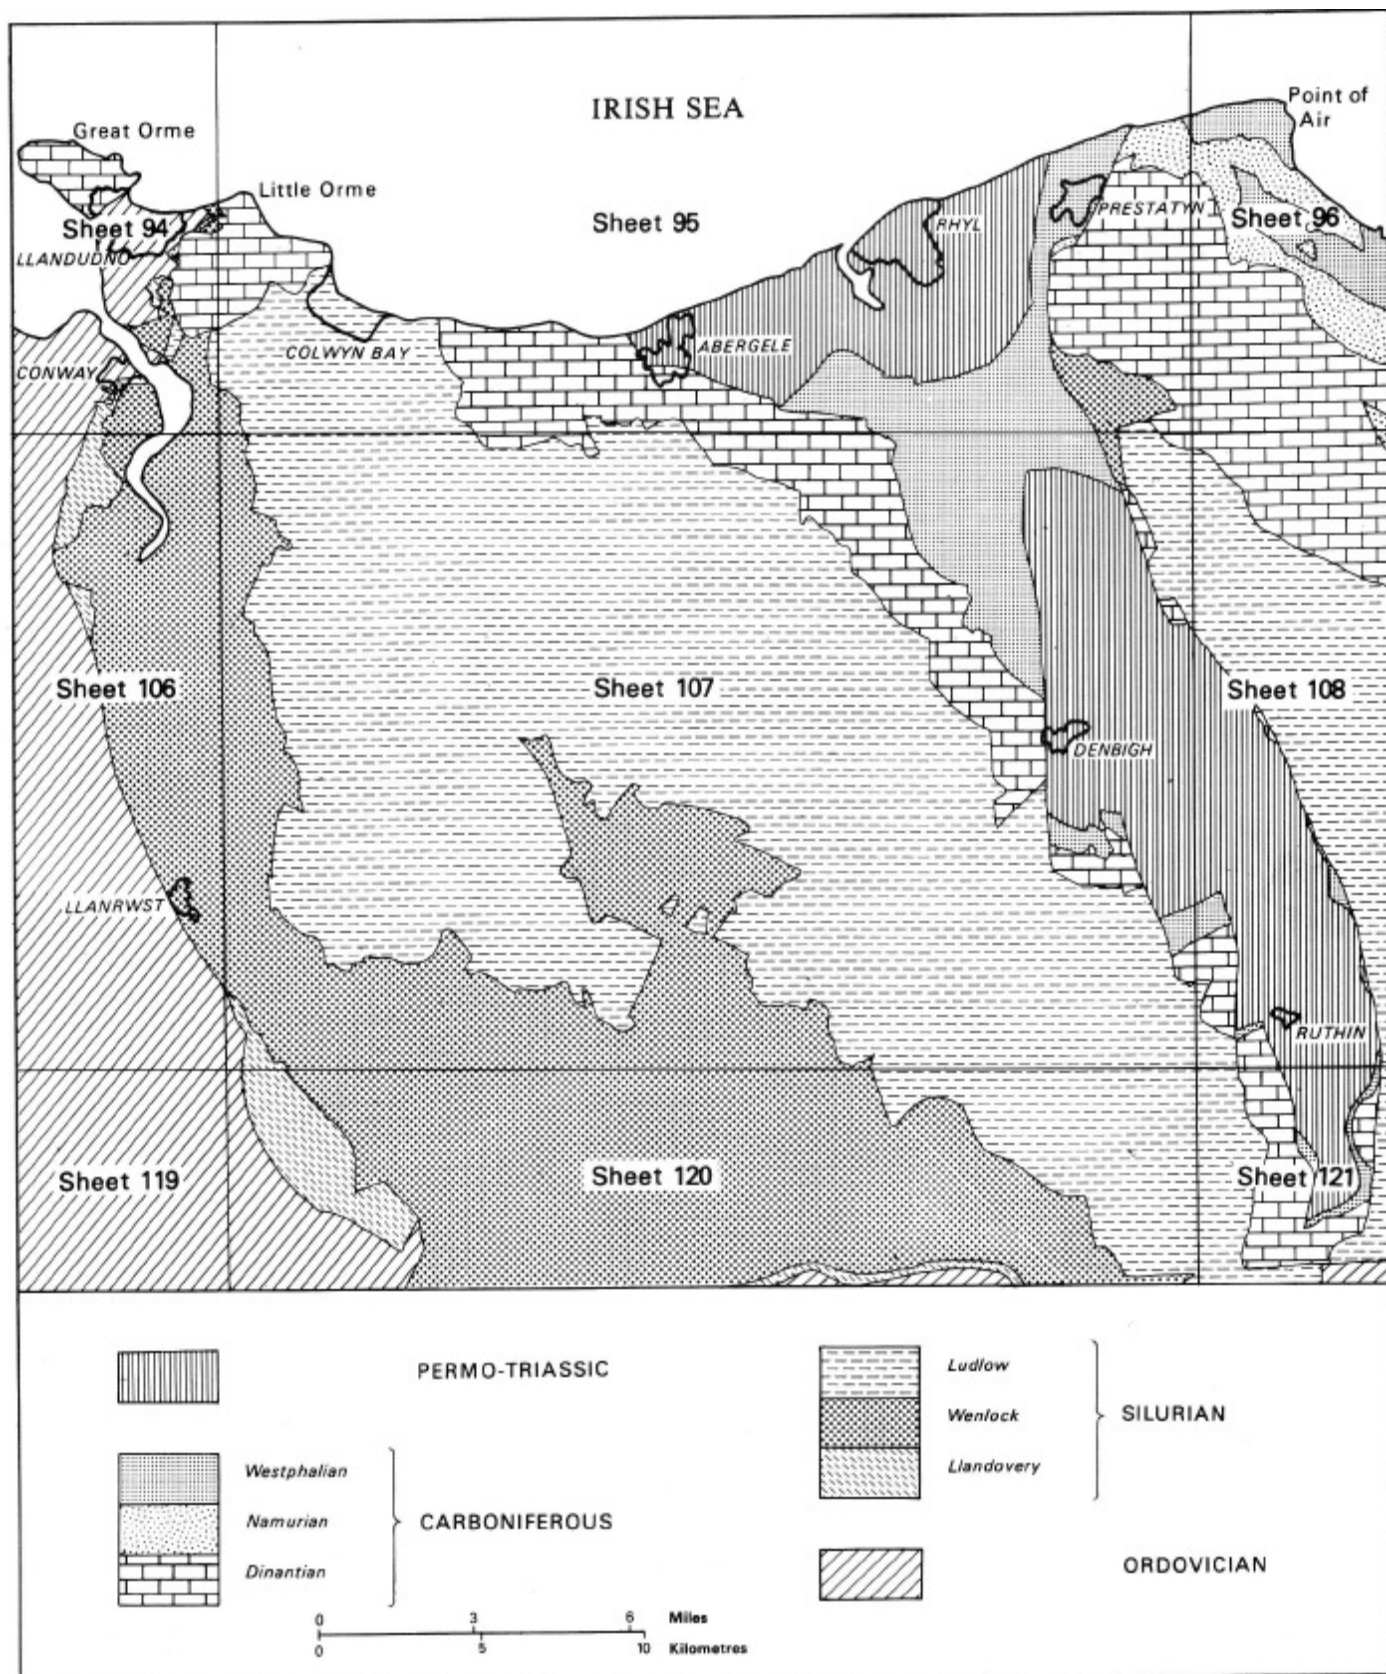 IRISH SEA
Point of
Air
Great Orme
Little Orme
Sheet 94
Sheet 95
Sheet 96
PRESTATYN
RHYL
LLANDUDNO
COLWYN BAY
ABERGELE
CONWAY
Sheet 106
Sheet 107
Sheet 108
DENBIGH
LLANRWST
RUTHIN
Sheet 119
Sheet 120
Sheet 121
PERMO-TRIASSIC
Westphalian
Namurian
Dinantian
CARBONIFEROUS
Ludlow
Wenlock
Llandovery
SILURIAN
ORDOVICIAN
0 3 6 Miles
0 5 10 Kilometres